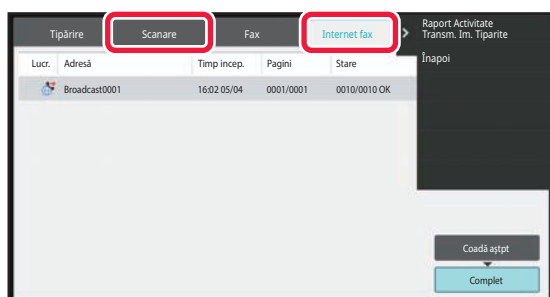 Tipărire Scanare Fax Internet fax
Raport Activitate
Transm. Im. Tiparite
Înapoi
Lucr. Adresă Timp incep. Pagini Stare
Broadcast0001 16:02 05/04 0001/0001 0010/0010 OK
Coadă aștpt
Complet